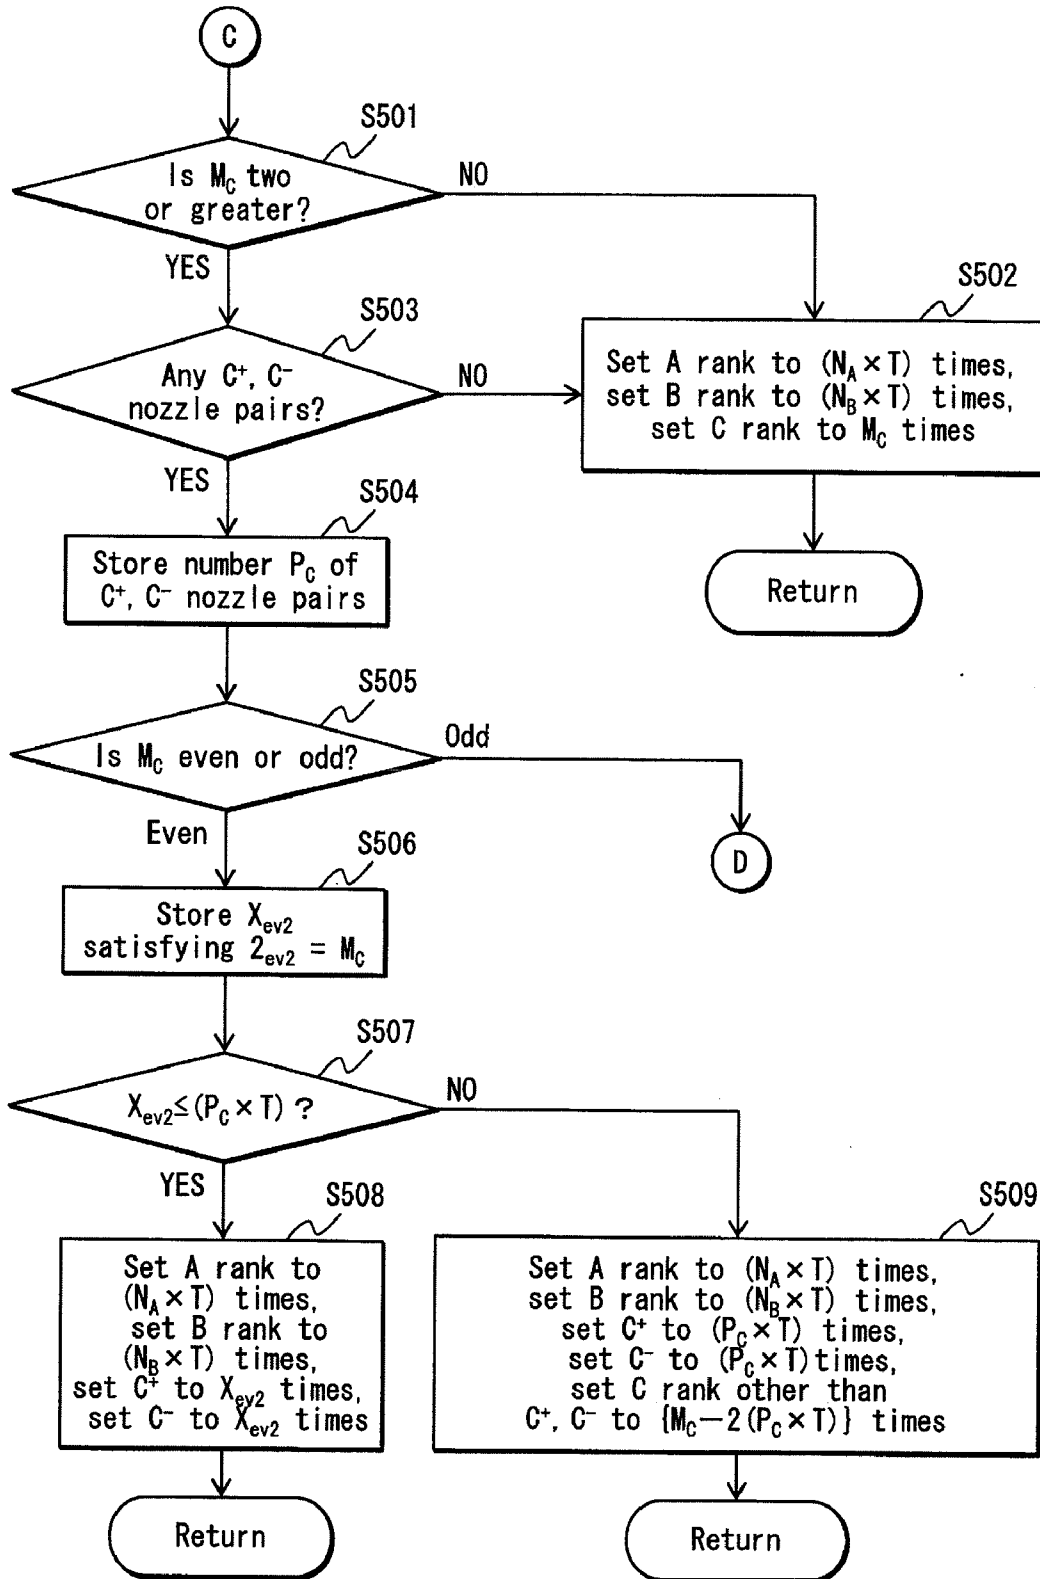 C
S501
Is M_C two
or greater?
NO
YES
S502
Set A rank to (N_A × T) times,
set B rank to (N_B × T) times,
set C rank to M_C times
Return
S503
Any C⁺, C⁻
nozzle pairs?
NO
YES
S504
Store number P_C of
C⁺, C⁻ nozzle pairs
S505
Is M_C even or odd?
Odd
D
Even
S506
Store X_ev2
satisfying 2_ev2 = M_C
S507
X_ev2 ≤ (P_C × T) ?
NO
YES
S508
Set A rank to
(N_A × T) times,
set B rank to
(N_B × T) times,
set C⁺ to X_ev2 times,
set C⁻ to X_ev2 times
Return
S509
Set A rank to (N_A × T) times,
set B rank to (N_B × T) times,
set C⁺ to (P_C × T) times,
set C⁻ to (P_C × T) times,
set C rank other than
C⁺, C⁻ to {M_C − 2(P_C × T)} times
Return